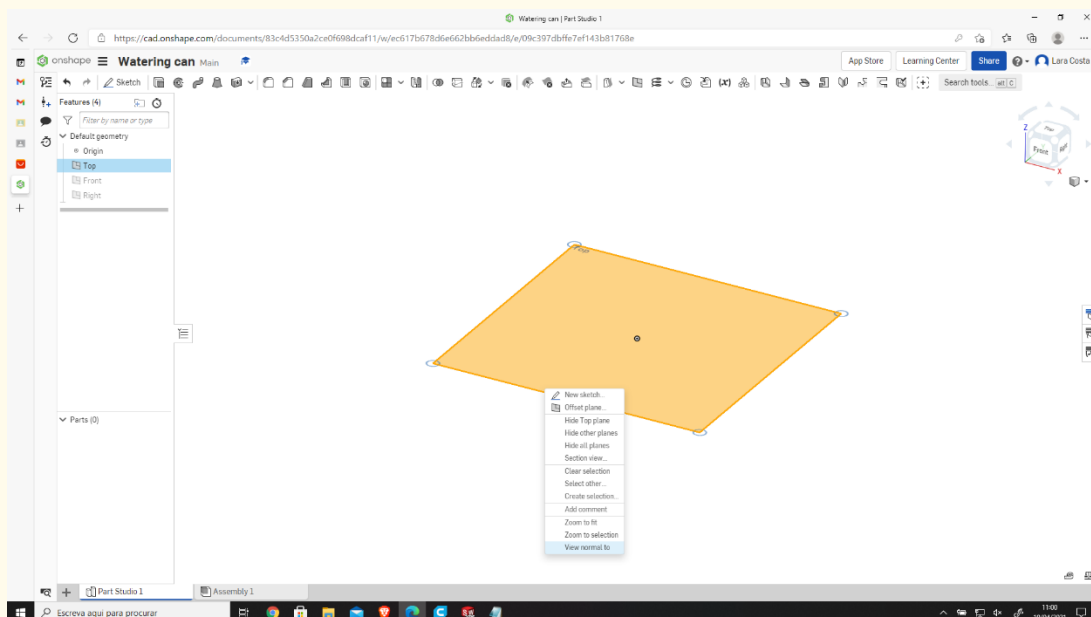 Watering can | Part Studio 1
https://cad.onshape.com/documents/83c4d5350a2ce0f698dcaf11/w/ec617b678d6e662bb6eddad8/e/09c397dbffe7ef143b81768e
onshape Watering can Main
App Store Learning Center Share Lara Costa
Sketch
Search tools... alt C
Features (4)
Filter by name or type
Default geometry
Origin
Top
Front
Right
Z
Front
X
New sketch...
Offset plane...
Hide Top plane
Hide other planes
Hide all planes
Section view...
Clear selection
Select other...
Create selection...
Add comment
Zoom to fit
Zoom to selection
View normal to
Parts (0)
Part Studio 1 Assembly 1
Escreva aqui para procurar
11:00